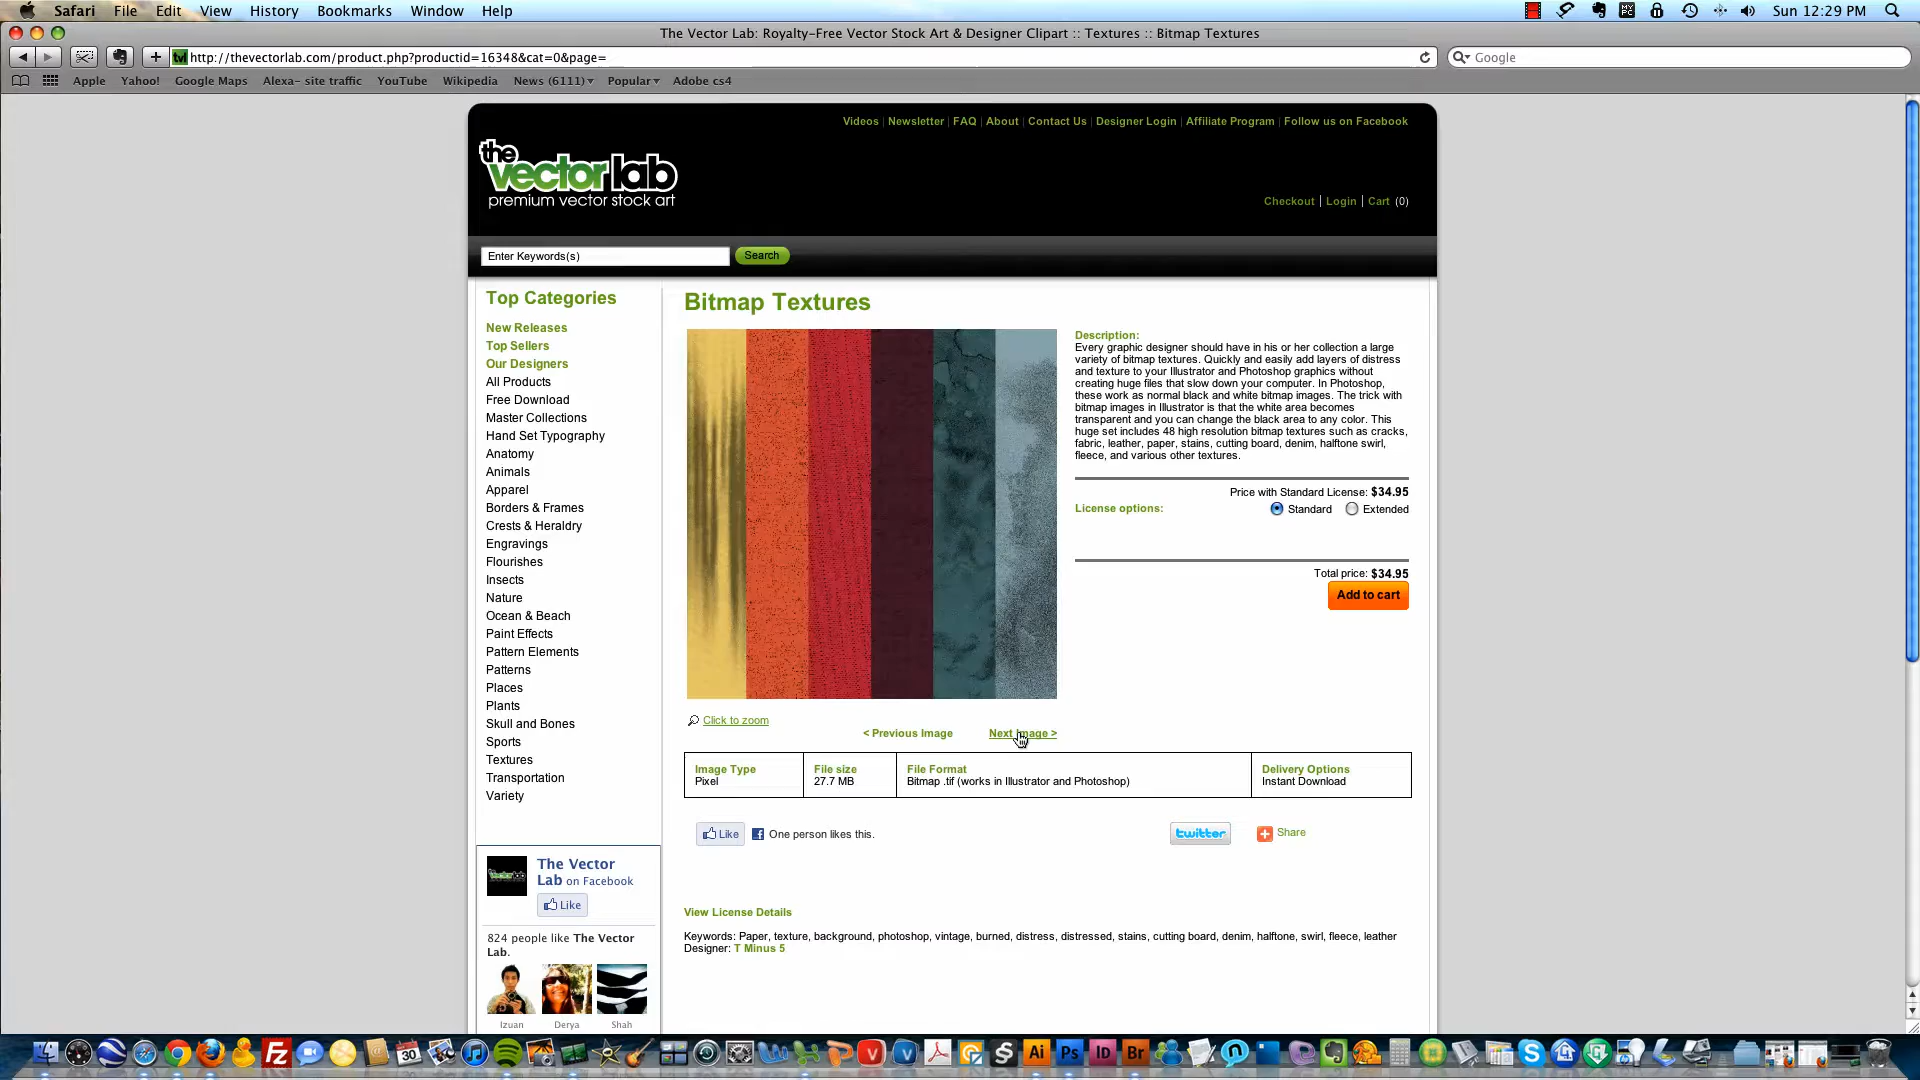 Safari File Edit View History Bookmarks Window Help Sun 12:29 PM
The Vector Lab: Royalty-Free Vector Stock Art & Designer Clipart :: Textures :: Bitmap Textures
http://thevectorlab.com/product.php?productid=16348&cat=0&page=
Google
Apple Yahoo! Google Maps Alexa- site traffic YouTube Wikipedia News (6111) Popular Adobe cs4
Videos | Newsletter | FAQ | About | Contact Us | Designer Login | Affiliate Program | Follow us on Facebook
the
vectorlab
premium vector stock art
Checkout | Login | Cart (0)
Enter Keywords(s) Search
Top Categories
New Releases
Top Sellers
Our Designers
All Products
Free Download
Master Collections
Hand Set Typography
Anatomy
Animals
Apparel
Borders & Frames
Crests & Heraldry
Engravings
Flourishes
Insects
Nature
Ocean & Beach
Paint Effects
Pattern Elements
Patterns
Places
Plants
Skull and Bones
Sports
Textures
Transportation
Variety
The Vector
Lab on Facebook
Like
824 people like The Vector
Lab.
Izuan Derya Shah
Bitmap Textures
Description:
Every graphic designer should have in his or her collection a large
variety of bitmap textures. Quickly and easily add layers of distress
and texture to your Illustrator and Photoshop graphics without
creating huge files that slow down your computer. In Photoshop,
these work as normal black and white bitmap images. The trick with
bitmap images in Illustrator is that the white area becomes
transparent and you can change the black area to any color. This
huge set includes 48 high resolution bitmap textures such as cracks,
fabric, leather, paper, stains, cutting board, denim, halftone swirl,
fleece, and various other textures.
Price with Standard License: $34.95
License options: Standard Extended
Total price: $34.95
Add to cart
Click to zoom
< Previous Image Next Image >
Image Type File size File Format Delivery Options
Pixel 27.7 MB Bitmap .tif (works in Illustrator and Photoshop) Instant Download
Like One person likes this. twitter Share
View License Details
Keywords: Paper, texture, background, photoshop, vintage, burned, distress, distressed, stains, cutting board, denim, halftone, swirl, fleece, leather
Designer: T Minus 5
Fz 30 Ai Ps Id Br